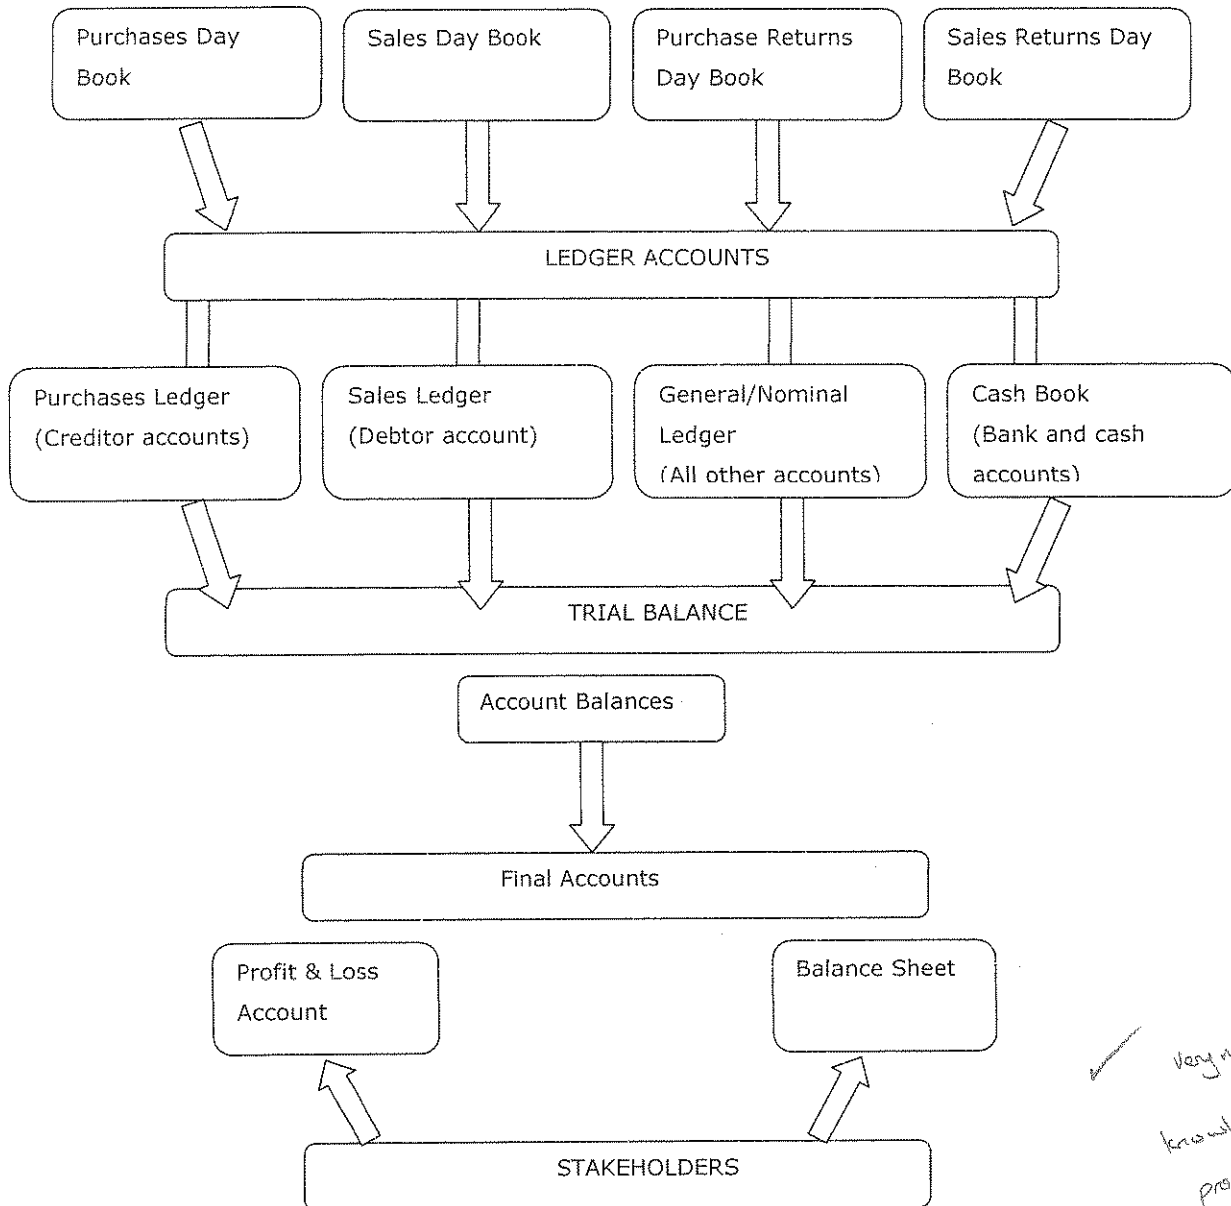 Purchases Day
Book
Sales Day Book
Purchase Returns
Day Book
Sales Returns Day
Book
LEDGER ACCOUNTS
Purchases Ledger
(Creditor accounts)
Sales Ledger
(Debtor account)
General/Nominal
Ledger
(All other accounts)
Cash Book
(Bank and cash
accounts)
TRIAL BALANCE
Account Balances
Final Accounts
Profit & Loss
Account
Balance Sheet
STAKEHOLDERS
very